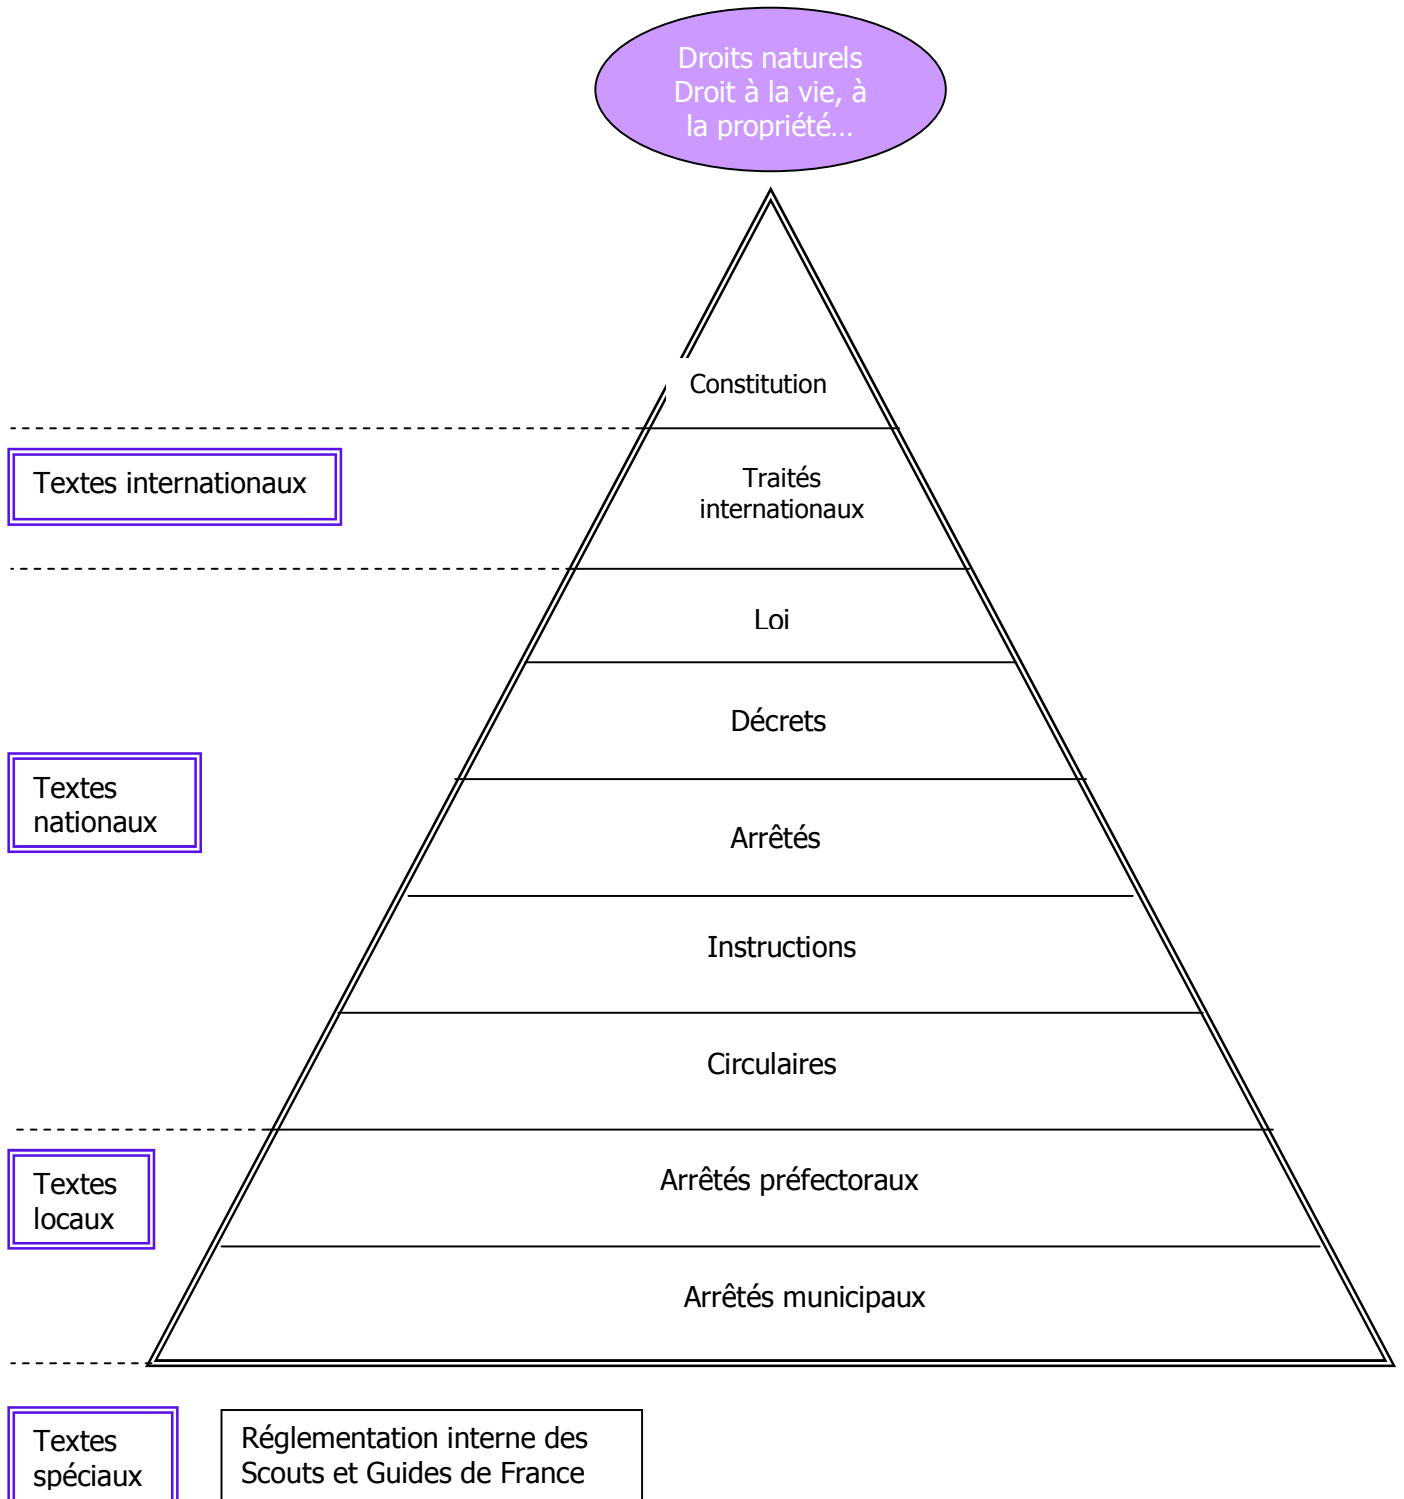 Droits naturels
Droit à la vie, à
la propriété…
Constitution
Textes internationaux
Traités
internationaux
Loi
Décrets
Textes
nationaux
Arrêtés
Instructions
Circulaires
Textes
locaux
Arrêtés préfectoraux
Arrêtés municipaux
Textes
spéciaux
Réglementation interne des
Scouts et Guides de France